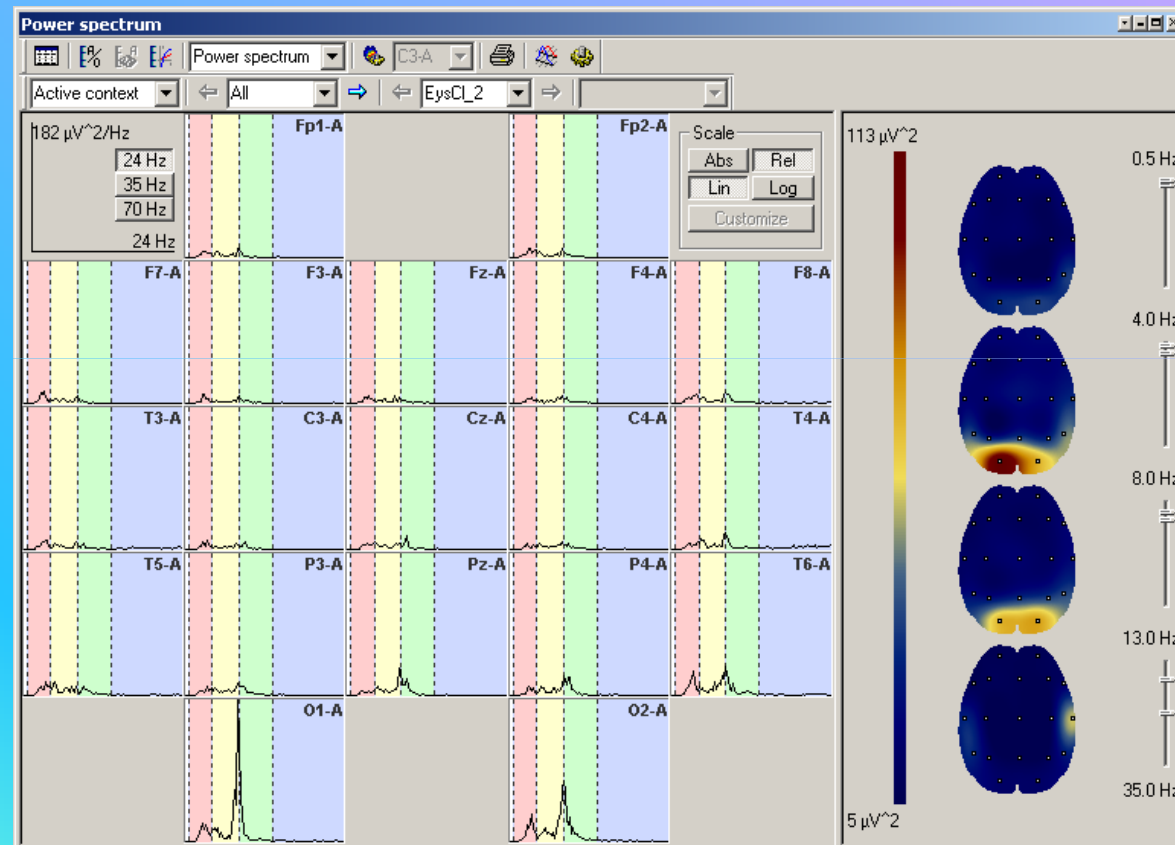 Power spectrum
Power spectrum
C3-A
Active context
All
EysCl_2
182 µV^2/Hz
24 Hz
35 Hz
70 Hz
24 Hz
Fp1-A
Fp2-A
Scale
Abs
Rel
Lin
Log
Customize
F7-A
F3-A
Fz-A
F4-A
F8-A
T3-A
C3-A
Cz-A
C4-A
T4-A
T5-A
P3-A
Pz-A
P4-A
T6-A
O1-A
O2-A
113 µV^2
0.5 Hz
4.0 Hz
8.0 Hz
13.0 Hz
35.0 Hz
5 µV^2